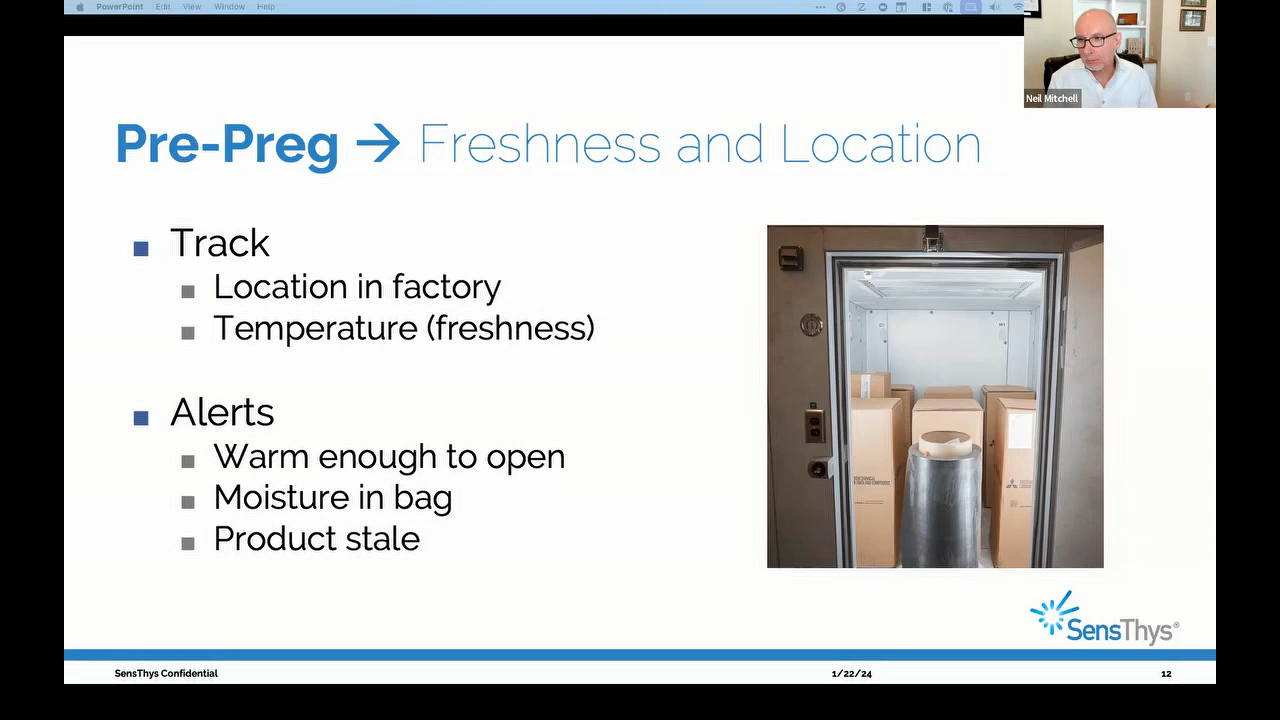 PowerPoint Edit View Window Help
Neil Mitchell
Pre-Preg → Freshness and Location
Track
Location in factory
Temperature (freshness)
Alerts
Warm enough to open
Moisture in bag
Product stale
SensThys®
SensThys Confidential
1/22/24
12